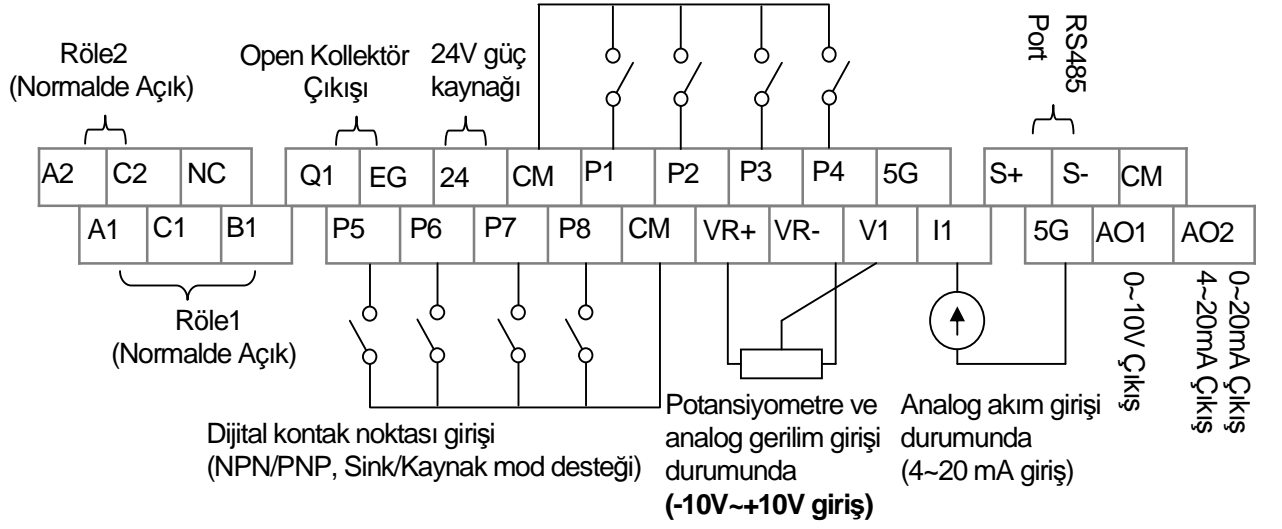 Röle2
(Normalde Açık)
Open Kollektör
Çıkışı
24V güç
kaynağı
RS485
Port
A2 C2 NC Q1 EG 24 CM P1 P2 P3 P4 5G S+ S- CM
A1 C1 B1 P5 P6 P7 P8 CM VR+ VR- V1 I1 5G AO1 AO2
Röle1
(Normalde Açık)
Dijital kontak noktası girişi
(NPN/PNP, Sink/Kaynak mod desteği)
Potansiyometre ve
analog gerilim girişi
durumunda
(-10V~+10V giriş)
Analog akım girişi
durumunda
(4~20 mA giriş)
0~10V Çıkış
0~20mA Çıkış
4~20mA Çıkış